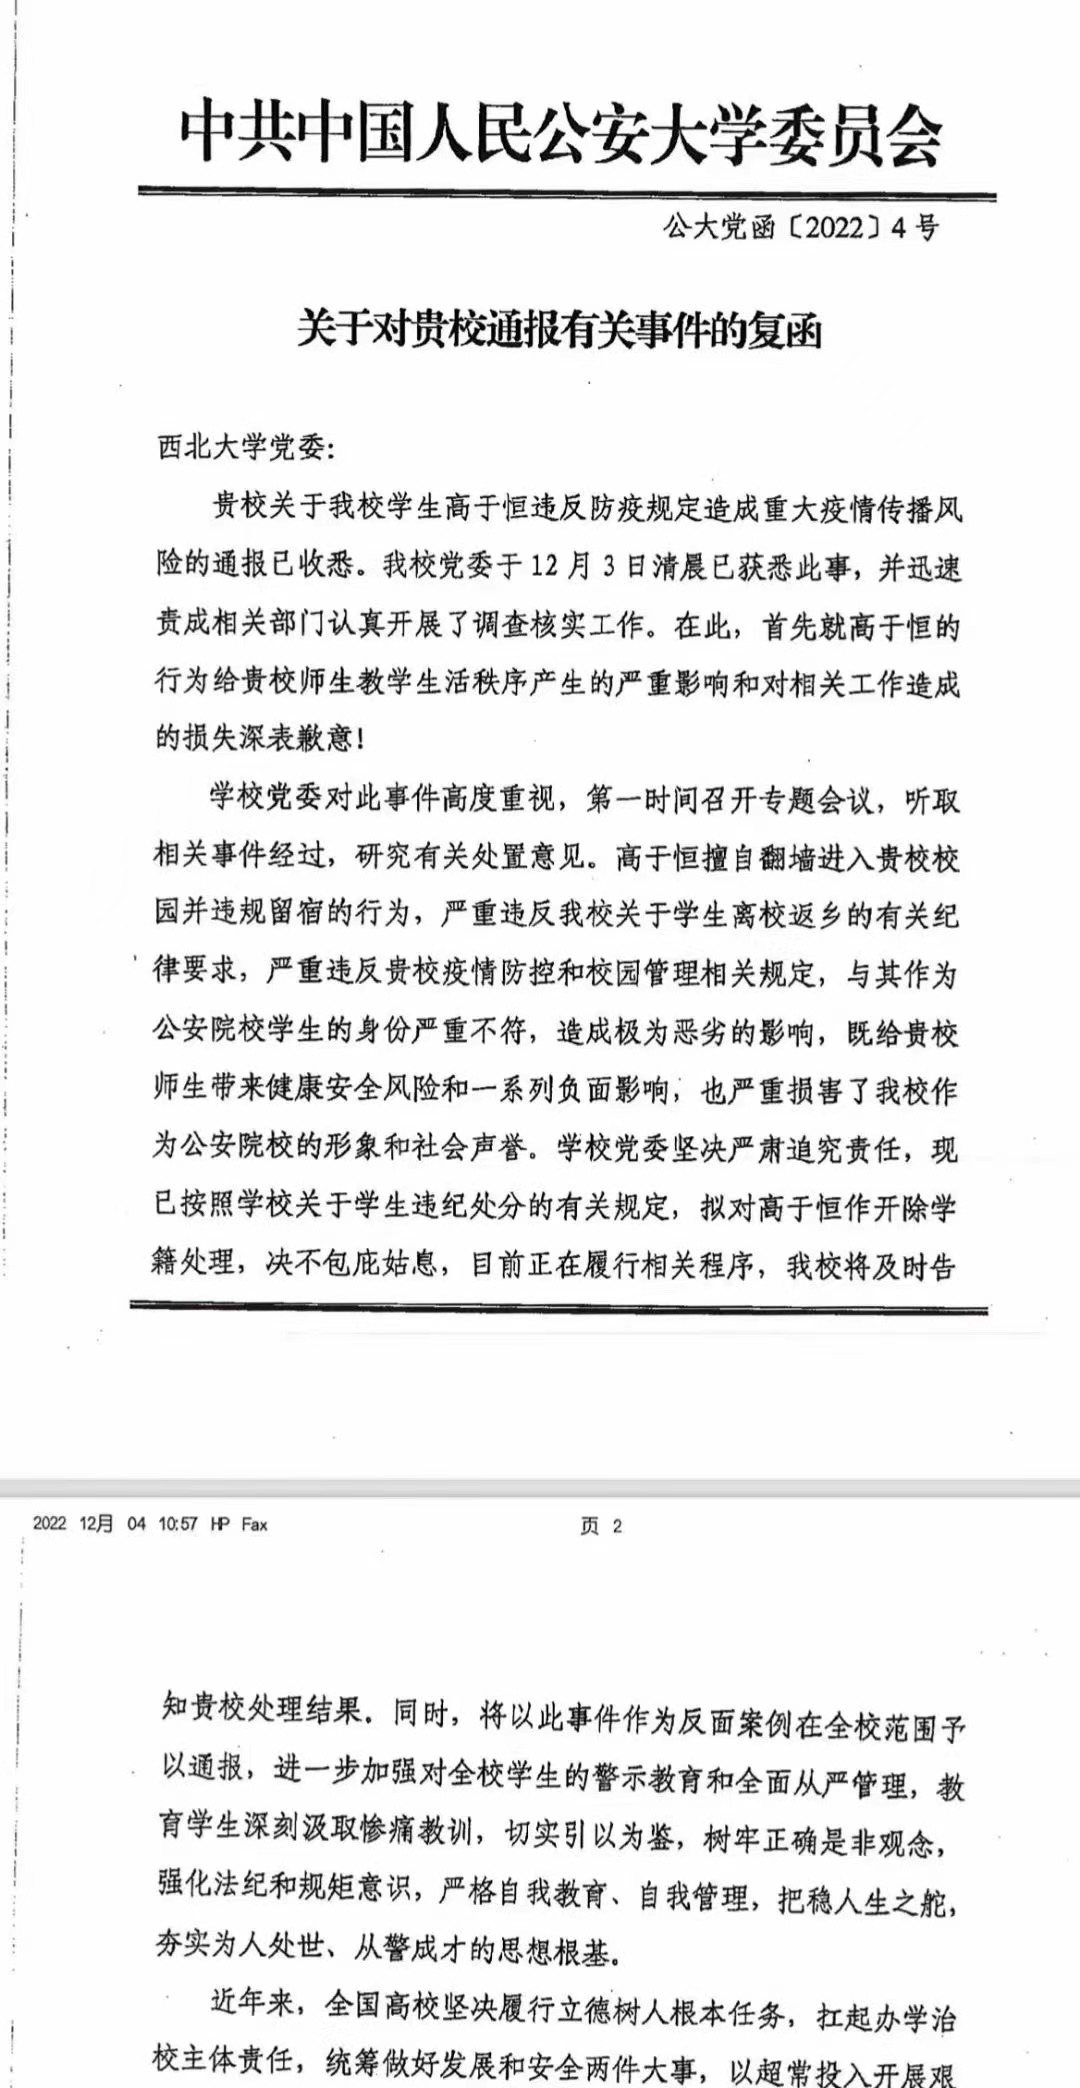 中共中国人民公安大学委员会
公大党函〔2022〕4号
关于对贵校通报有关事件的复函
西北大学党委：
贵校关于我校学生高于恒违反防疫规定造成重大疫情传播风
险的通报已收悉。我校党委于12月3日清晨已获悉此事，并迅速
责成相关部门认真开展了调查核实工作。在此，首先就高于恒的
行为给贵校师生教学生活秩序产生的严重影响和对相关工作造成
的损失深表歉意！
学校党委对此事件高度重视，第一时间召开专题会议，听取
相关事件经过，研究有关处置意见。高于恒擅自翻墙进入贵校校
园并违规留宿的行为，严重违反我校关于学生离校返乡的有关纪
律要求，严重违反贵校疫情防控和校园管理相关规定，与其作为
公安院校学生的身份严重不符，造成极为恶劣的影响，既给贵校
师生带来健康安全风险和一系列负面影响，也严重损害了我校作
为公安院校的形象和社会声誉。学校党委坚决严肃追究责任，现
已按照学校关于学生违纪处分的有关规定，拟对高于恒作开除学
籍处理，决不包庇姑息，目前正在履行相关程序，我校将及时告
2022 12月 04 10:57 HP Fax
页 2
知贵校处理结果。同时，将以此事件作为反面案例在全校范围予
以通报，进一步加强对全校学生的警示教育和全面从严管理，教
育学生深刻汲取惨痛教训，切实引以为鉴，树牢正确是非观念，
强化法纪和规矩意识，严格自我教育、自我管理，把稳人生之舵，
夯实为人处世、从警成才的思想根基。
近年来，全国高校坚决履行立德树人根本任务，扛起办学治
校主体责任，统筹做好发展和安全两件大事，以超常投入开展艰